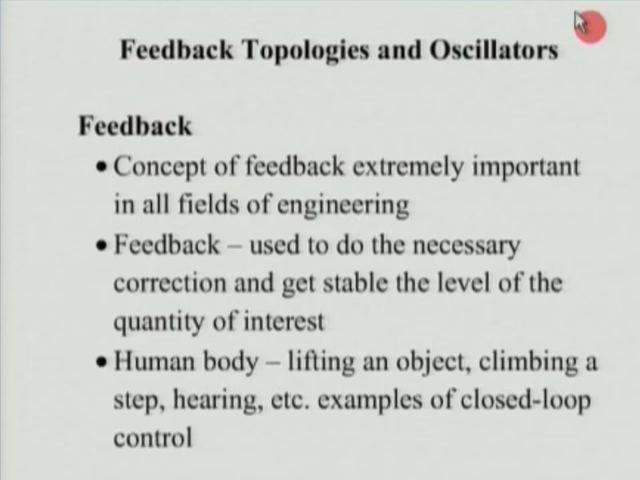 Feedback Topologies and Oscillators
Feedback
• Concept of feedback extremely important
in all fields of engineering
• Feedback – used to do the necessary
correction and get stable the level of the
quantity of interest
• Human body – lifting an object, climbing a
step, hearing, etc. examples of closed-loop
control